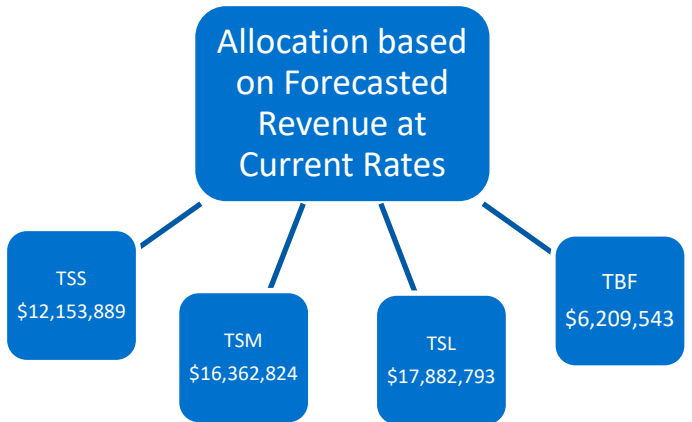 Allocation based
on Forecasted
Revenue at
Current Rates
TSS
$12,153,889
TSM
$16,362,824
TSL
$17,882,793
TBF
$6,209,543